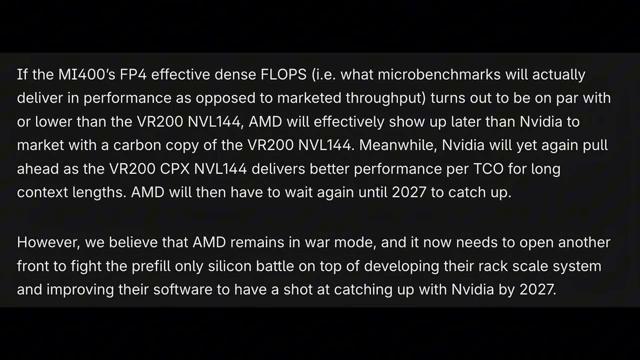 If the MI400's FP4 effective dense FLOPS (i.e. what microbenchmarks will actually
deliver in performance as opposed to marketed throughput) turns out to be on par with
or lower than the VR200 NVL144, AMD will effectively show up later than Nvidia to
market with a carbon copy of the VR200 NVL144. Meanwhile, Nvidia will yet again pull
ahead as the VR200 CPX NVL144 delivers better performance per TCO for long
context lengths. AMD will then have to wait again until 2027 to catch up.
However, we believe that AMD remains in war mode, and it now needs to open another
front to fight the prefill only silicon battle on top of developing their rack scale system
and improving their software to have a shot at catching up with Nvidia by 2027.